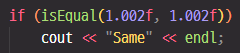 if (isEqual(1.002f, 1.002f))
cout << "Same" << endl;